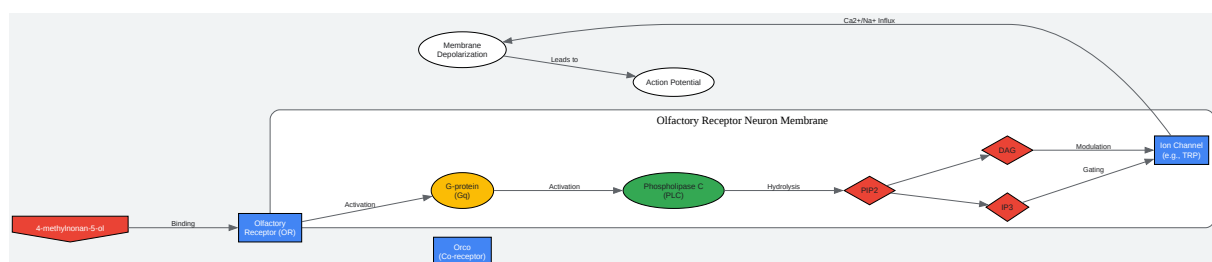 Ca2+/Na+ Influx
Membrane
Depolarization
Leads to
Action Potential
Olfactory Receptor Neuron Membrane
4-methylnonan-5-ol
Binding
Olfactory
Receptor (OR)
Activation
G-protein
(Gq)
Activation
Phospholipase C
(PLC)
Hydrolysis
PIP2
DAG
IP3
Modulation
Gating
Ion Channel
(e.g., TRP)
Orco
(Co-receptor)